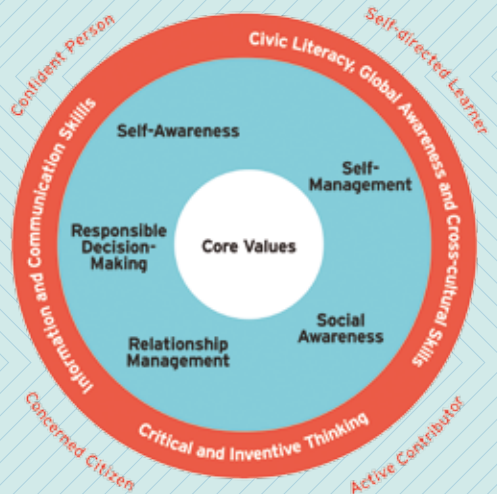 Confident Person
Self-directed Learner
Civic Literacy, Global Awareness and Cross-cultural Skills
Information and Communication Skills
Self-Awareness
Self-
Management
Responsible
Decision-
Making
Core Values
Social
Awareness
Relationship
Management
Critical and Inventive Thinking
Concerned Citizen
Active Contributor